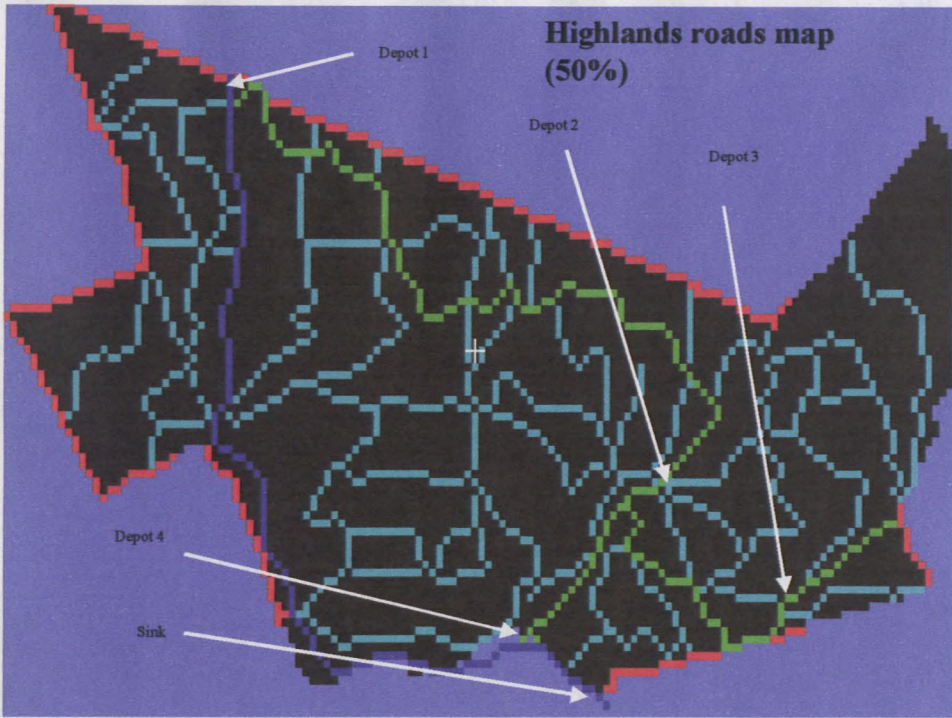 Highlands roads map
(50%)
Depot 1
Depot 2
Depot 3
Depot 4
Sink